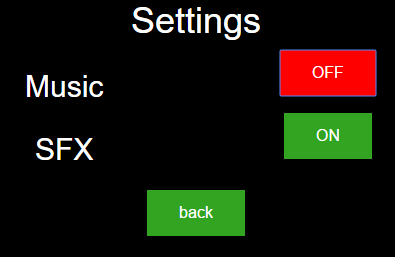 Settings
Music OFF
SFX ON
back